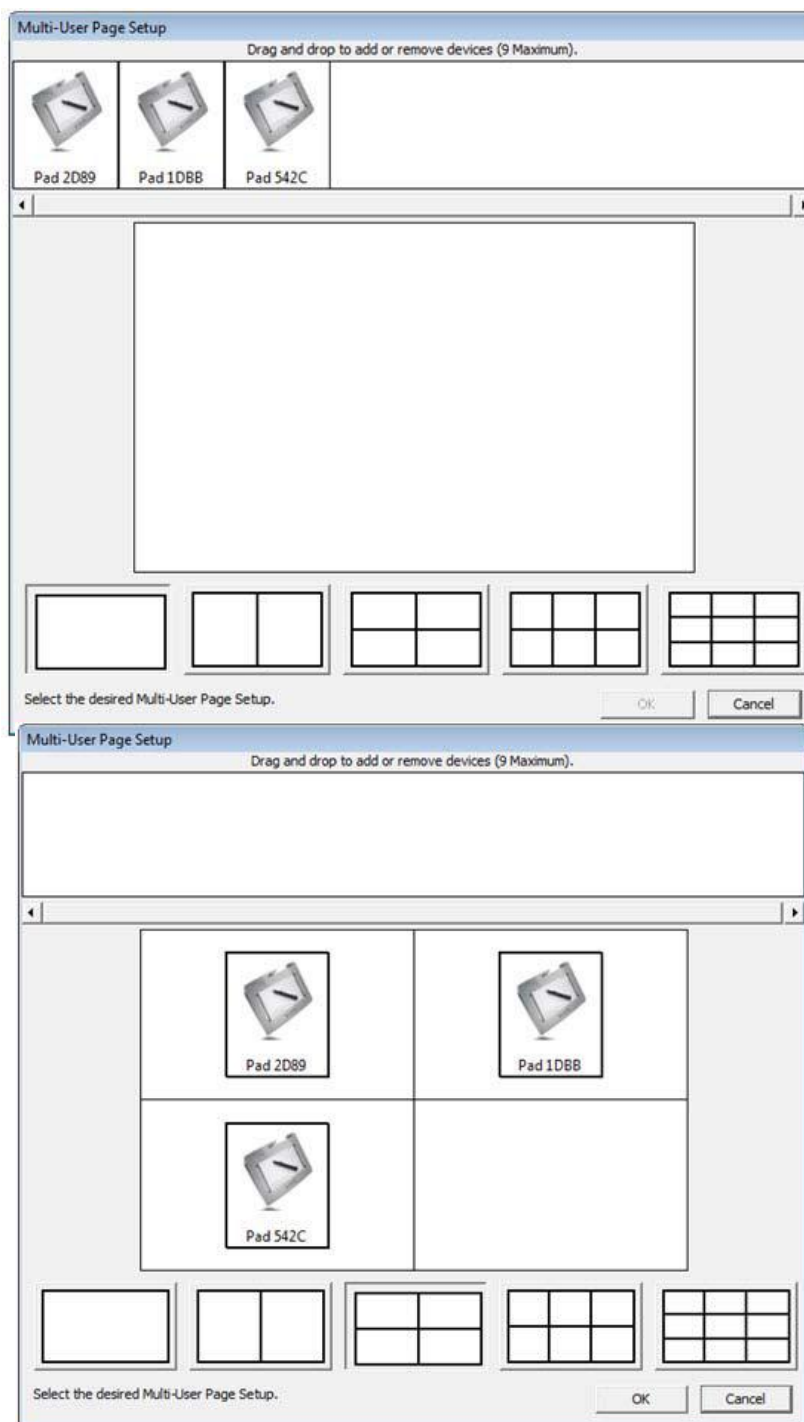 Multi-User Page Setup
Drag and drop to add or remove devices (9 Maximum).
Pad 2D89 Pad 1DBB Pad 542C
Select the desired Multi-User Page Setup.
OK Cancel
Multi-User Page Setup
Drag and drop to add or remove devices (9 Maximum).
Pad 2D89 Pad 1DBB
Pad 542C
Select the desired Multi-User Page Setup.
OK Cancel